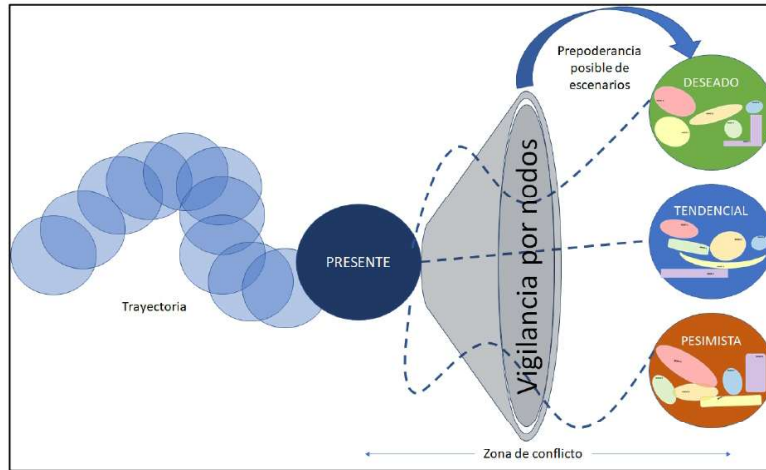 Prepoderancia
posible de
escenarios
DESEADO
Trayectoria
PRESENTE
Vigilancia por nodos
TENDENCIAL
PESIMISTA
Zona de conflicto